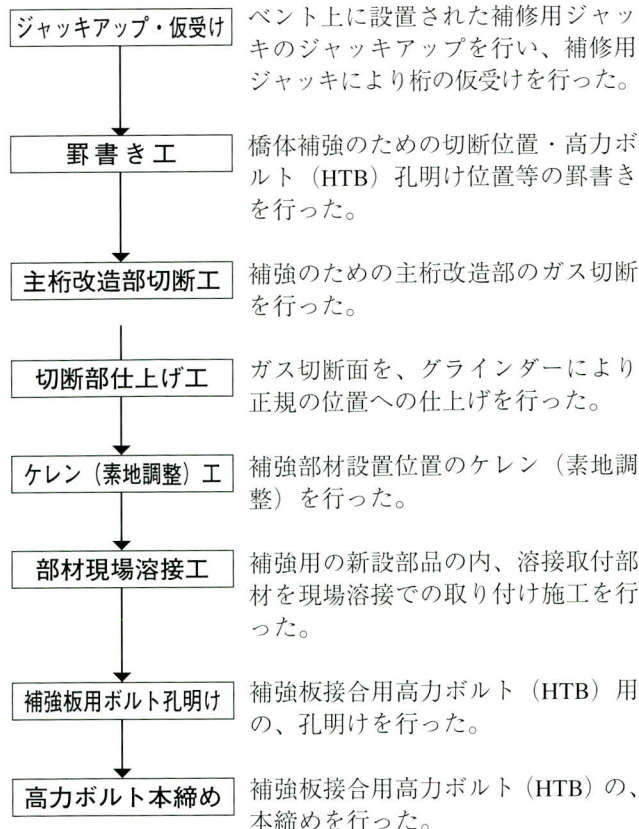 ジャッキアップ・仮受け
ベント上に設置された補修用ジャッ
キのジャッキアップを行い、補修用
ジャッキにより桁の仮受けを行った。
罫書き工
橋体補強のための切断位置・高力ボ
ルト（HTB）孔明け位置等の罫書き
を行った。
主桁改造部切断工
補強のための主桁改造部のガス切断
を行った。
切断部仕上げ工
ガス切断面を、グラインダーにより
正規の位置への仕上げを行った。
ケレン（素地調整）工
補強部材設置位置のケレン（素地調
整）を行った。
部材現場溶接工
補強用の新設部品の内、溶接取付部
材を現場溶接での取り付け施工を行
った。
補強板用ボルト孔明け
補強板接合用高力ボルト（HTB）用
の、孔明けを行った。
高力ボルト本締め
補強板接合用高力ボルト（HTB）の、
本締めを行った。